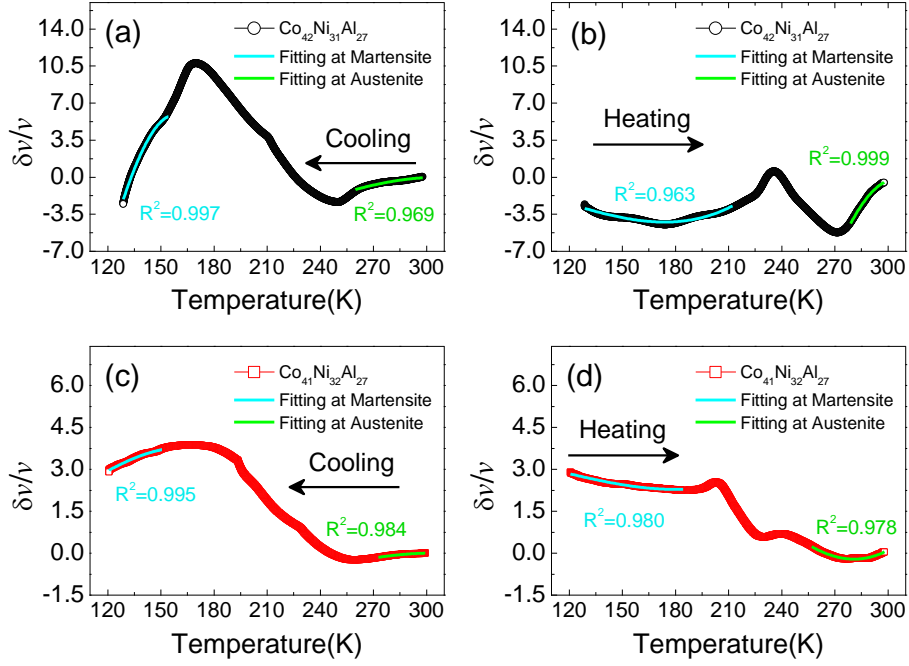 (a)
Co42Ni31Al27
Fitting at Martensite
Fitting at Austenite
Cooling
R²=0.997
R²=0.969
14.0
10.5
7.0
3.5
0.0
-3.5
-7.0
δν/ν
120 150 180 210 240 270 300
Temperature(K)
(b)
Co42Ni31Al27
Fitting at Martensite
Fitting at Austenite
Heating
R²=0.999
R²=0.963
14.0
10.5
7.0
3.5
0.0
-3.5
-7.0
δν/ν
120 150 180 210 240 270 300
Temperature(K)
(c)
Co41Ni32Al27
Fitting at Martensite
Fitting at Austenite
Cooling
R²=0.995
R²=0.984
6.0
4.5
3.0
1.5
0.0
-1.5
δν/ν
120 150 180 210 240 270 300
Temperature(K)
(d)
Co41Ni32Al27
Fitting at Martensite
Fitting at Austenite
Heating
R²=0.980
R²=0.978
6.0
4.5
3.0
1.5
0.0
-1.5
δν/ν
120 150 180 210 240 270 300
Temperature(K)